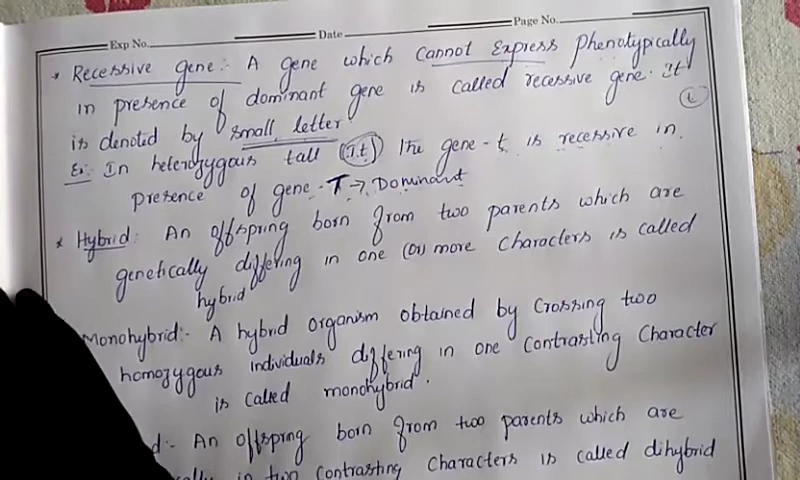 Exp No. Date Page No.
* Recessive gene:- A gene which cannot Express Phenotypically
in presence of dominant gene is called recessive gene. It
is denoted by small letter (t)
Ex:- In heterozygous tall (T.t) the gene - t is recessive in
presence of gene - T → Dominant
* Hybrid: An offspring born from two parents which are
genetically differing in one (or) more characters is called
hybrid
Monohybrid:- A hybrid organism obtained by crossing two
homozygous individuals differing in one contrasting character
is called monohybrid.
d:- An offspring born from two parents which are
in two contrasting characters is called dihybrid